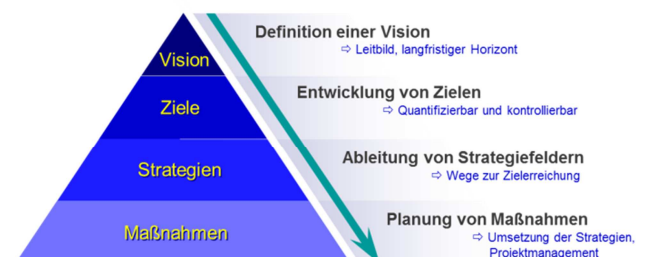 Definition einer Vision
⇨ Leitbild, langfristiger Horizont
Vision
Entwicklung von Zielen
⇨ Quantifizierbar und kontrollierbar
Ziele
Ableitung von Strategiefeldern
⇨ Wege zur Zielerreichung
Strategien
Planung von Maßnahmen
⇨ Umsetzung der Strategien,
Projektmanagement
Maßnahmen